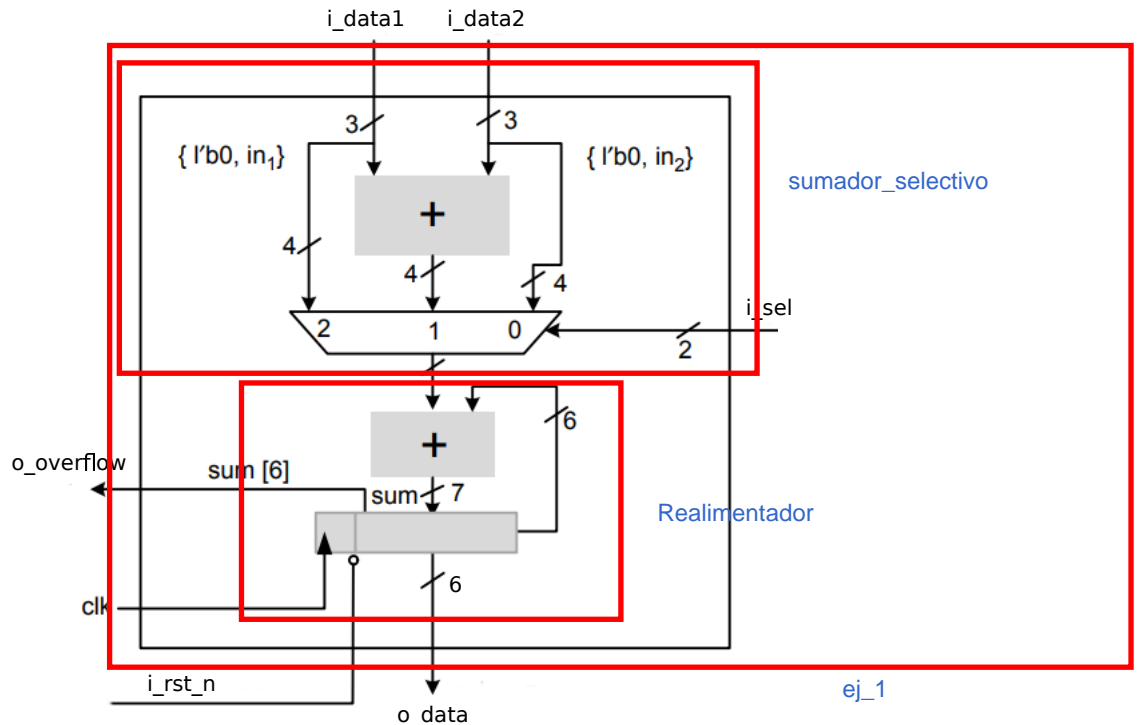 i_data1 i_data2
3 3
{ l'b0, in1} { l'b0, in2}
sumador_selectivo
+
4 4 4
2 1 0
i_sel
2
6
+
o_overflow
sum [6]
sum 7
Realimentador
6
clk
i_rst_n
ej_1
o_data